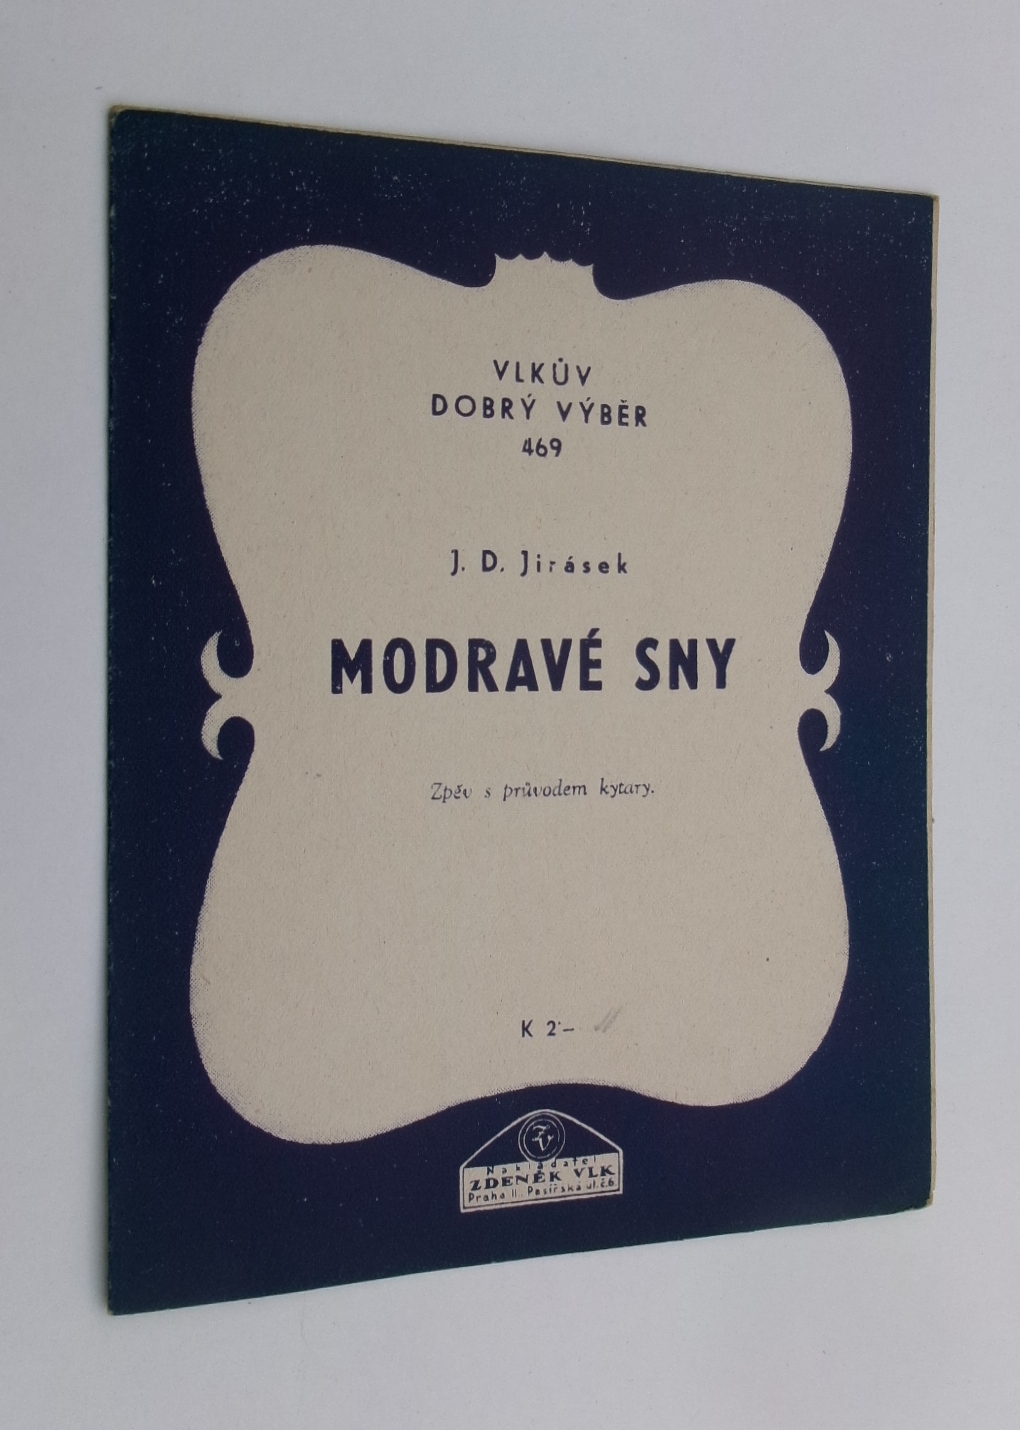 VLKŮV
DOBRÝ VÝBĚR
469
J. D. Jirásek
MODRAVÉ SNY
Zpěv s průvodem kytary.
K 2·–
ZV
Nakladatel
ZDENĚK VLK
Praha II., Pasířská ul. č. 6